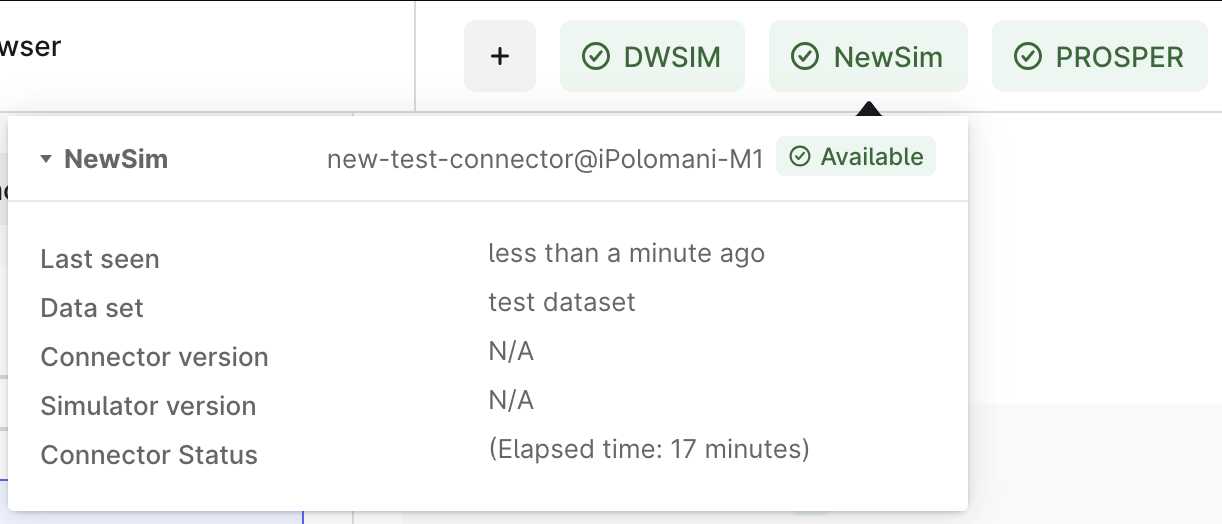 wser
+ DWSIM NewSim PROSPER
NewSim new-test-connector@iPolomani-M1 Available
Last seen less than a minute ago
Data set test dataset
Connector version N/A
Simulator version N/A
Connector Status (Elapsed time: 17 minutes)